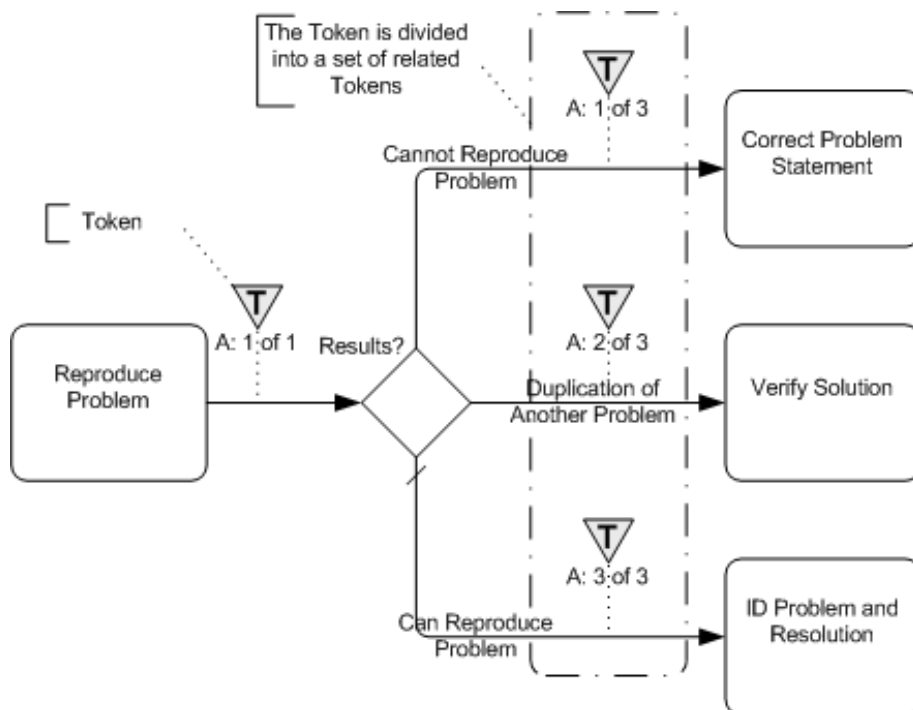 The Token is divided
into a set of related
Tokens
T
A: 1 of 3
Cannot Reproduce
Problem
Correct Problem
Statement
Token
T
A: 1 of 1
Reproduce
Problem
Results?
T
A: 2 of 3
Duplication of
Another Problem
Verify Solution
T
A: 3 of 3
Can Reproduce
Problem
ID Problem and
Resolution